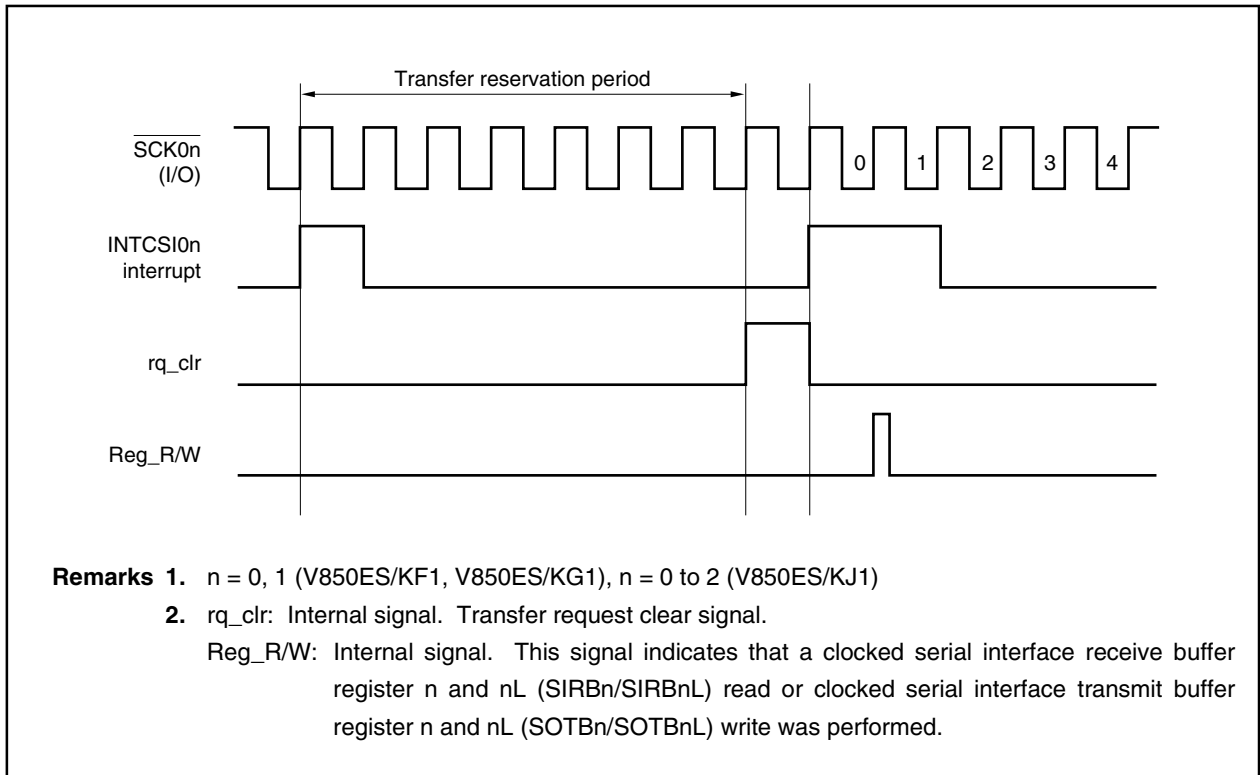 Transfer reservation period
SCK0n
(I/O)
0 1 2 3 4
INTCSI0n
interrupt
rq_clr
Reg_R/W
Remarks 1. n = 0, 1 (V850ES/KF1, V850ES/KG1), n = 0 to 2 (V850ES/KJ1)
2. rq_clr: Internal signal. Transfer request clear signal.
Reg_R/W: Internal signal. This signal indicates that a clocked serial interface receive buffer
register n and nL (SIRBn/SIRBnL) read or clocked serial interface transmit buffer
register n and nL (SOTBn/SOTBnL) write was performed.